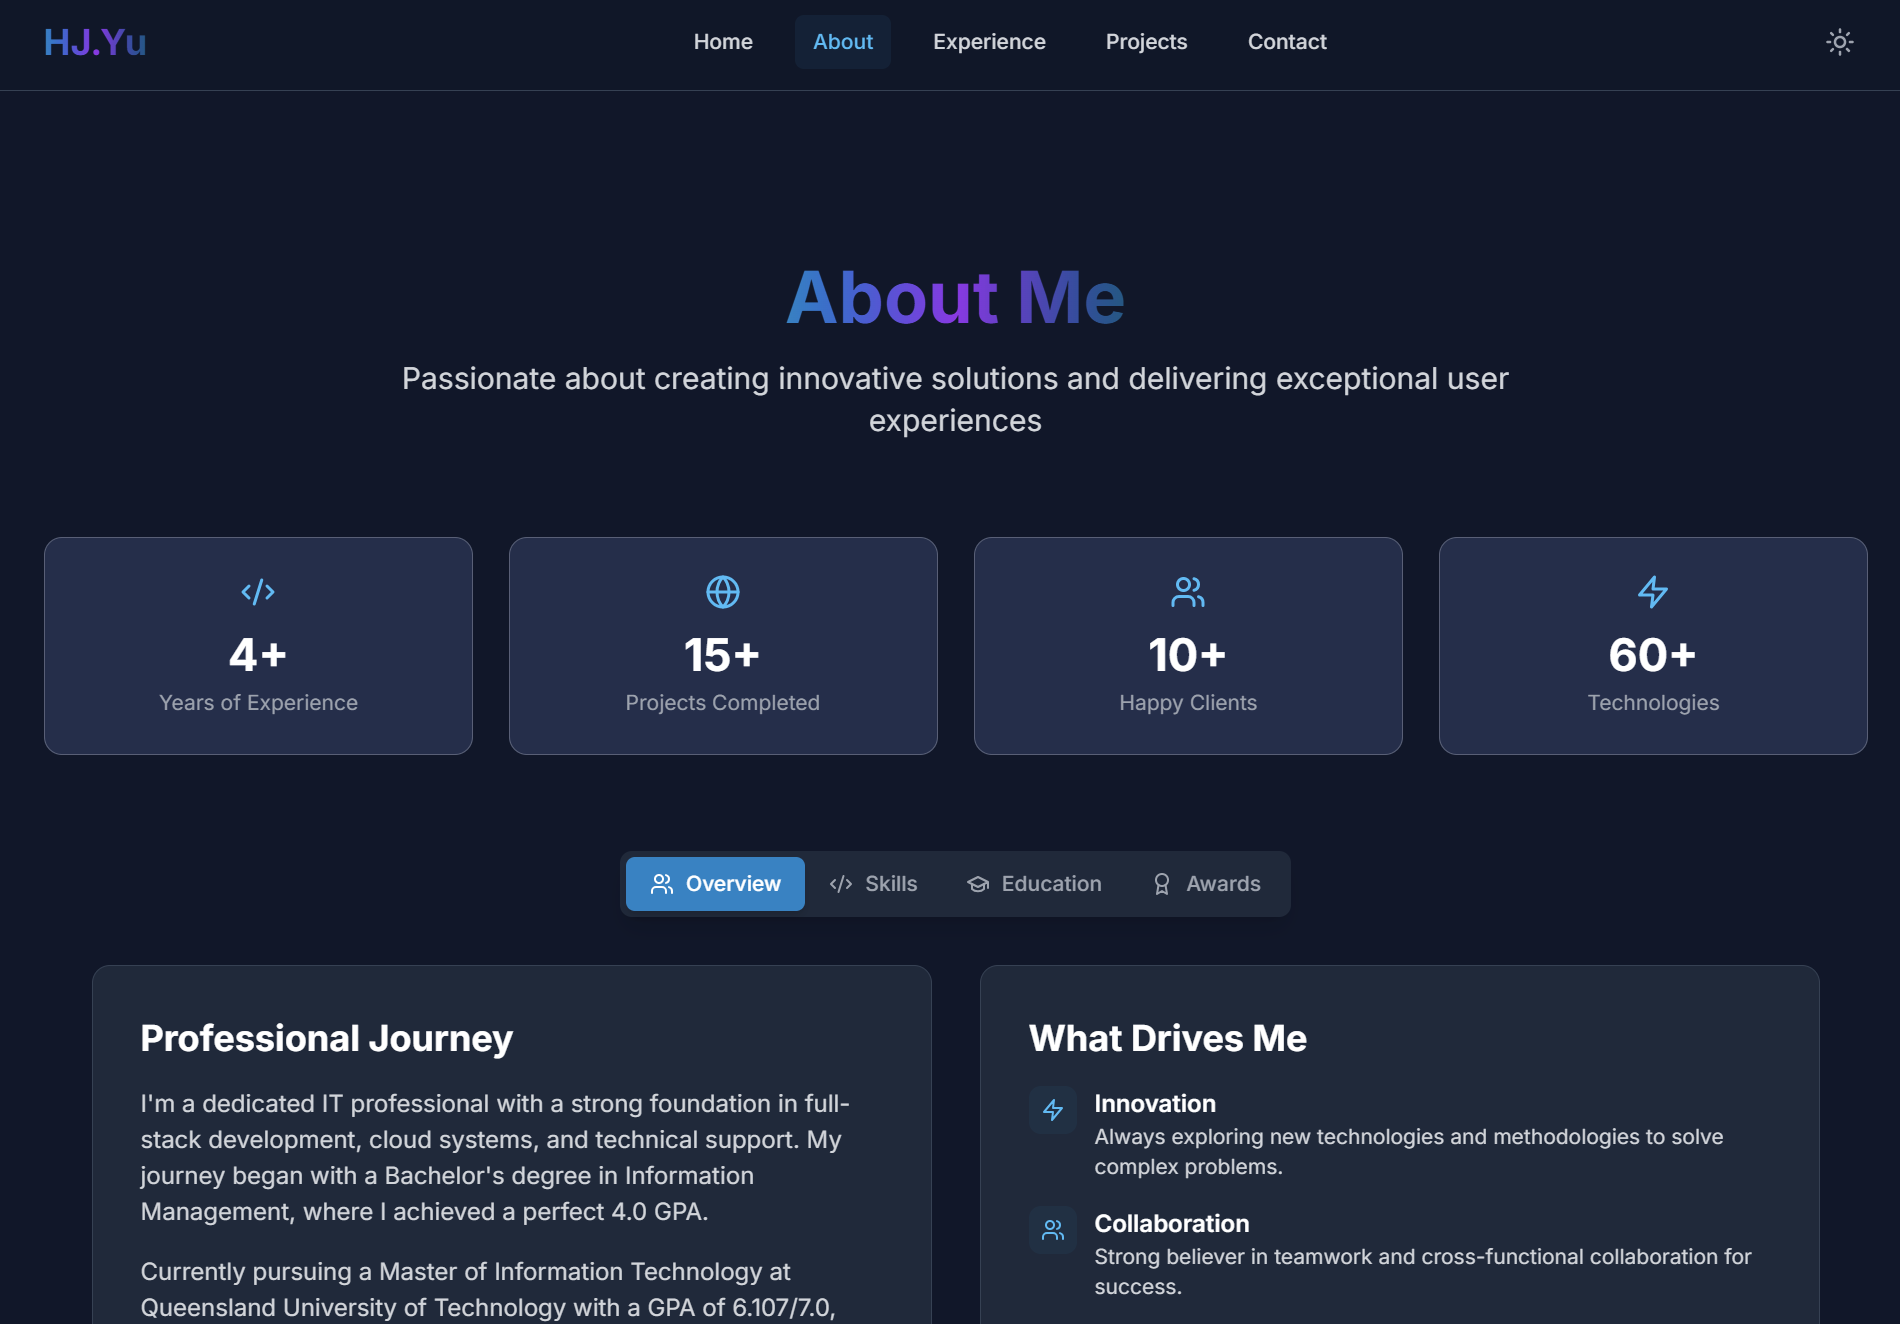 HJ.Yu
Home
About
Experience
Projects
Contact
About Me
Passionate about creating innovative solutions and delivering exceptional user
experiences
4+
Years of Experience
15+
Projects Completed
10+
Happy Clients
60+
Technologies
Overview
Skills
Education
Awards
Professional Journey
I'm a dedicated IT professional with a strong foundation in full-
stack development, cloud systems, and technical support. My
journey began with a Bachelor's degree in Information
Management, where I achieved a perfect 4.0 GPA.
Currently pursuing a Master of Information Technology at
Queensland University of Technology with a GPA of 6.107/7.0,
What Drives Me
Innovation
Always exploring new technologies and methodologies to solve
complex problems.
Collaboration
Strong believer in teamwork and cross-functional collaboration for
success.